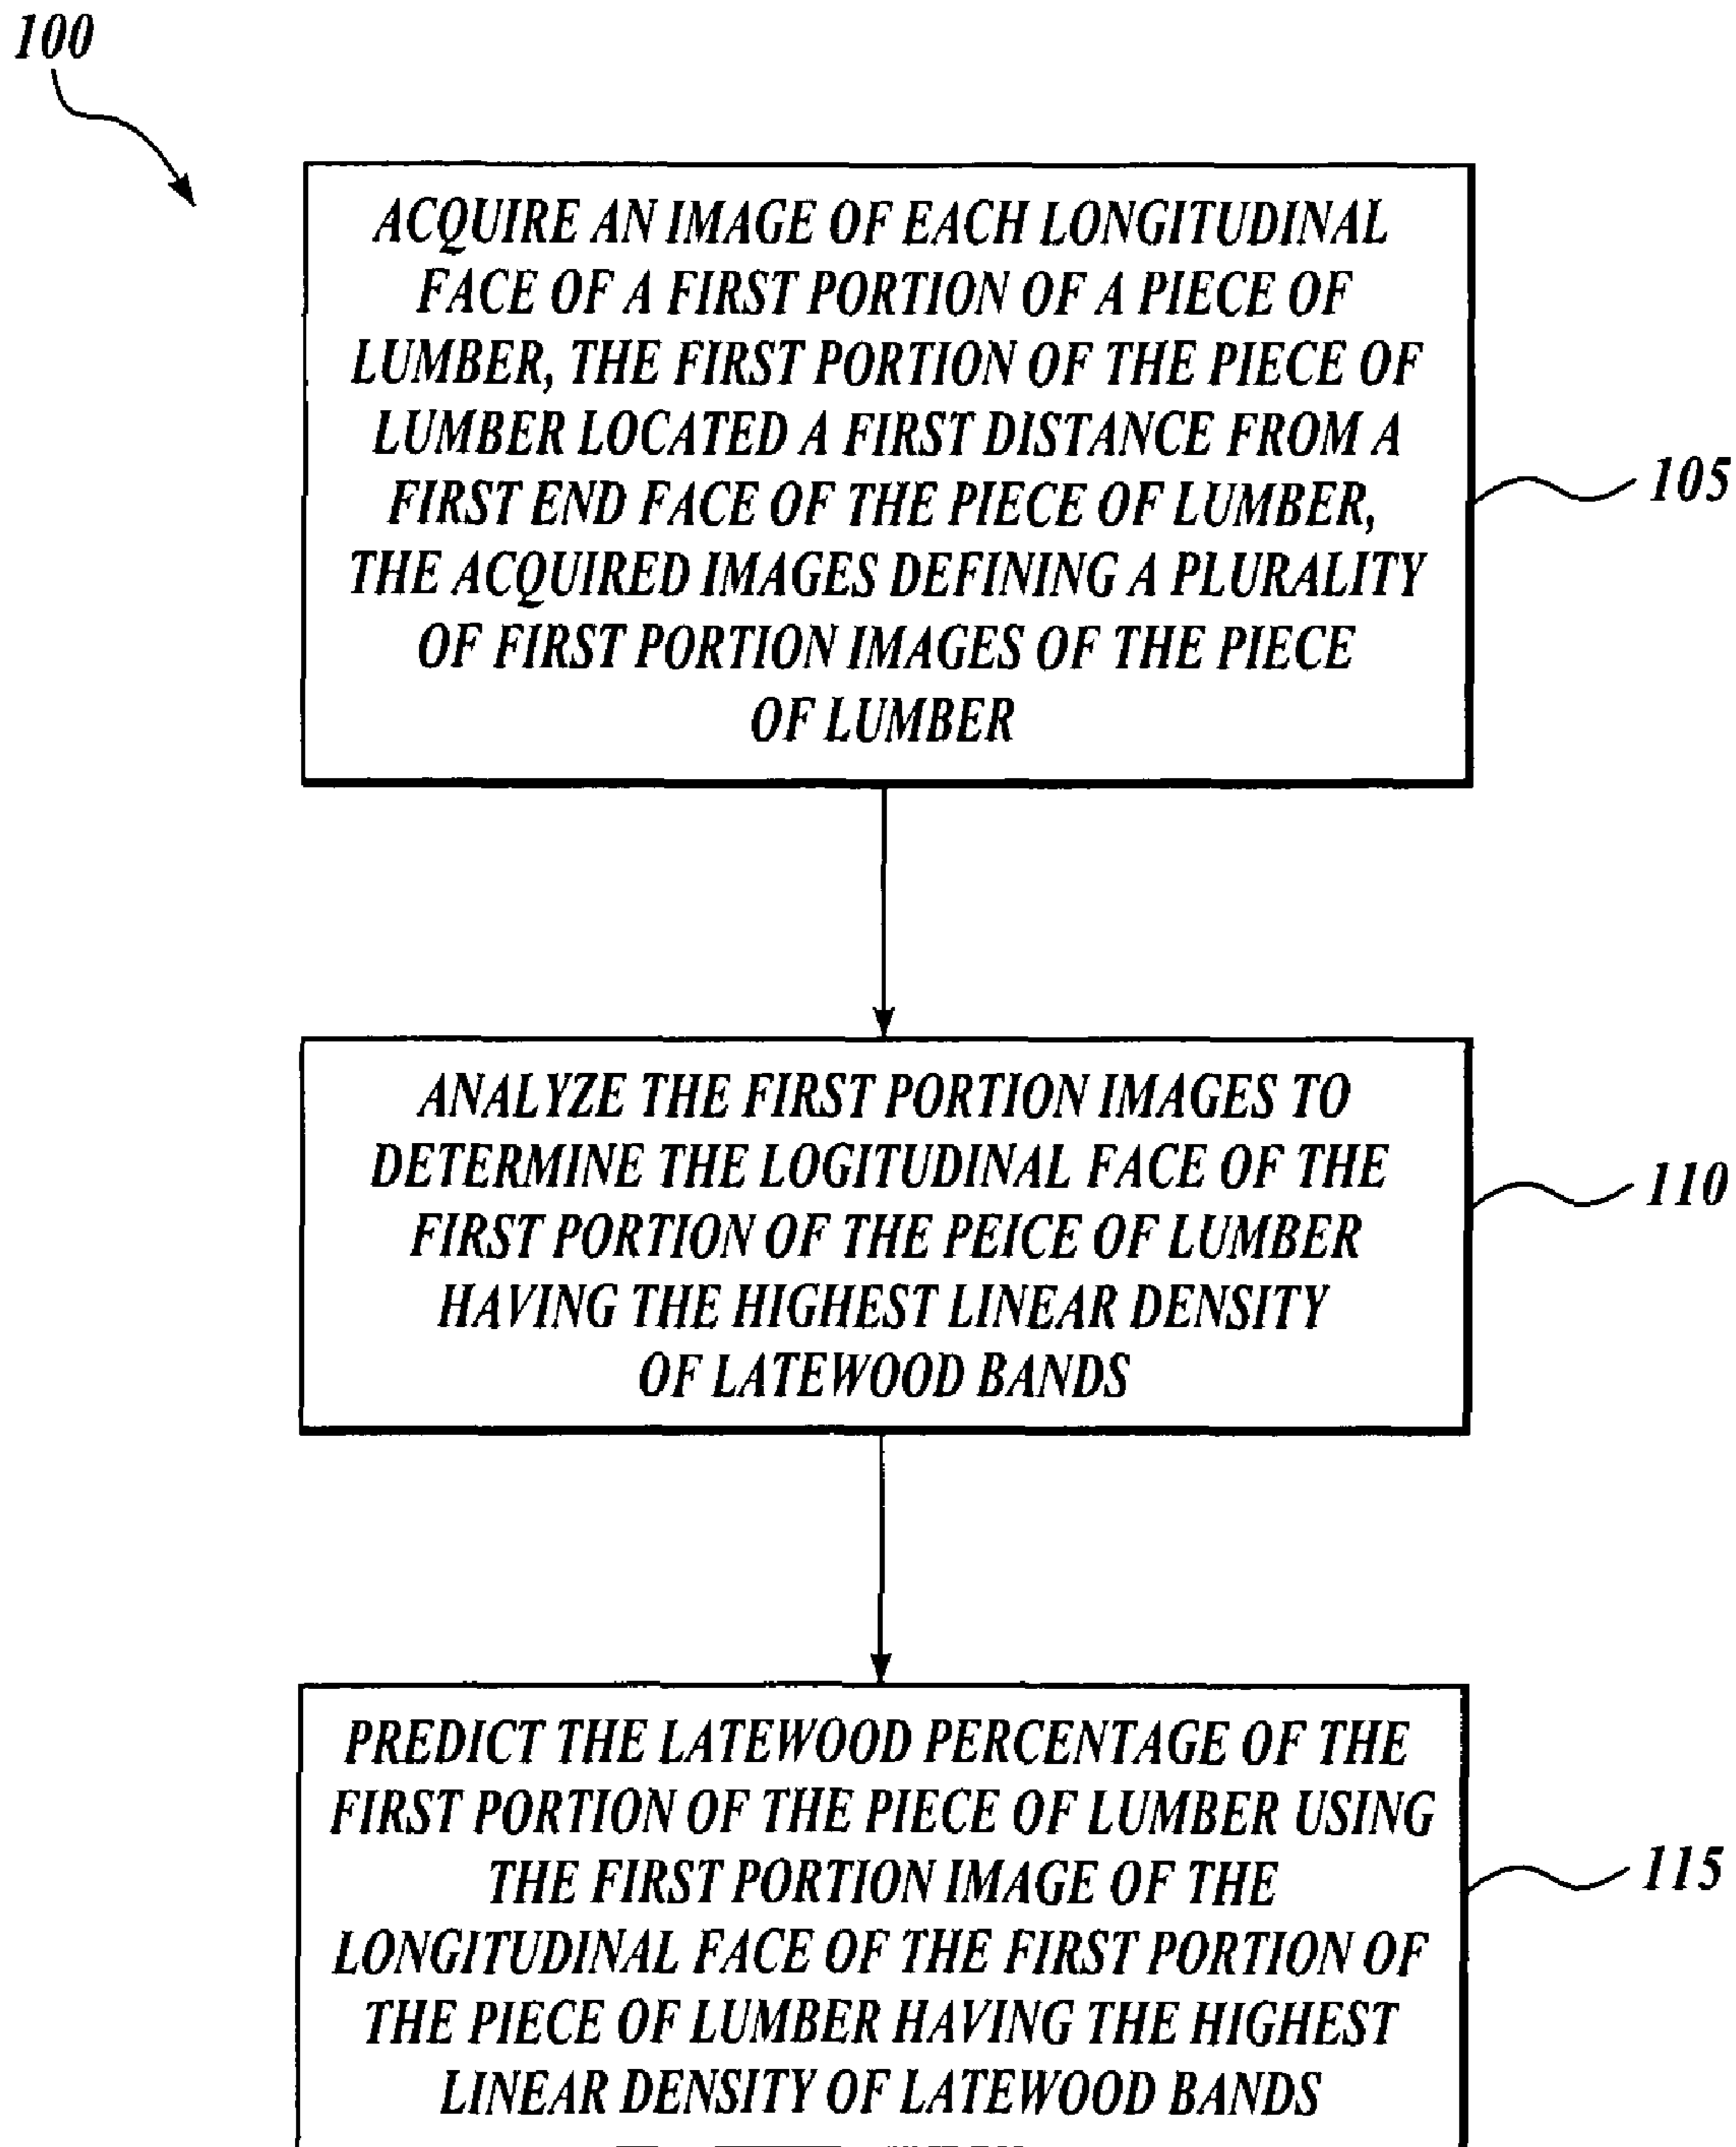 100
ACQUIRE AN IMAGE OF EACH LONGITUDINAL
FACE OF A FIRST PORTION OF A PIECE OF
LUMBER, THE FIRST PORTION OF THE PIECE OF
LUMBER LOCATED A FIRST DISTANCE FROM A
FIRST END FACE OF THE PIECE OF LUMBER,
THE ACQUIRED IMAGES DEFINING A PLURALITY
OF FIRST PORTION IMAGES OF THE PIECE
OF LUMBER
105
ANALYZE THE FIRST PORTION IMAGES TO
DETERMINE THE LOGITUDINAL FACE OF THE
FIRST PORTION OF THE PEICE OF LUMBER
HAVING THE HIGHEST LINEAR DENSITY
OF LATEWOOD BANDS
110
PREDICT THE LATEWOOD PERCENTAGE OF THE
FIRST PORTION OF THE PIECE OF LUMBER USING
THE FIRST PORTION IMAGE OF THE
LONGITUDINAL FACE OF THE FIRST PORTION OF
THE PIECE OF LUMBER HAVING THE HIGHEST
LINEAR DENSITY OF LATEWOOD BANDS
115